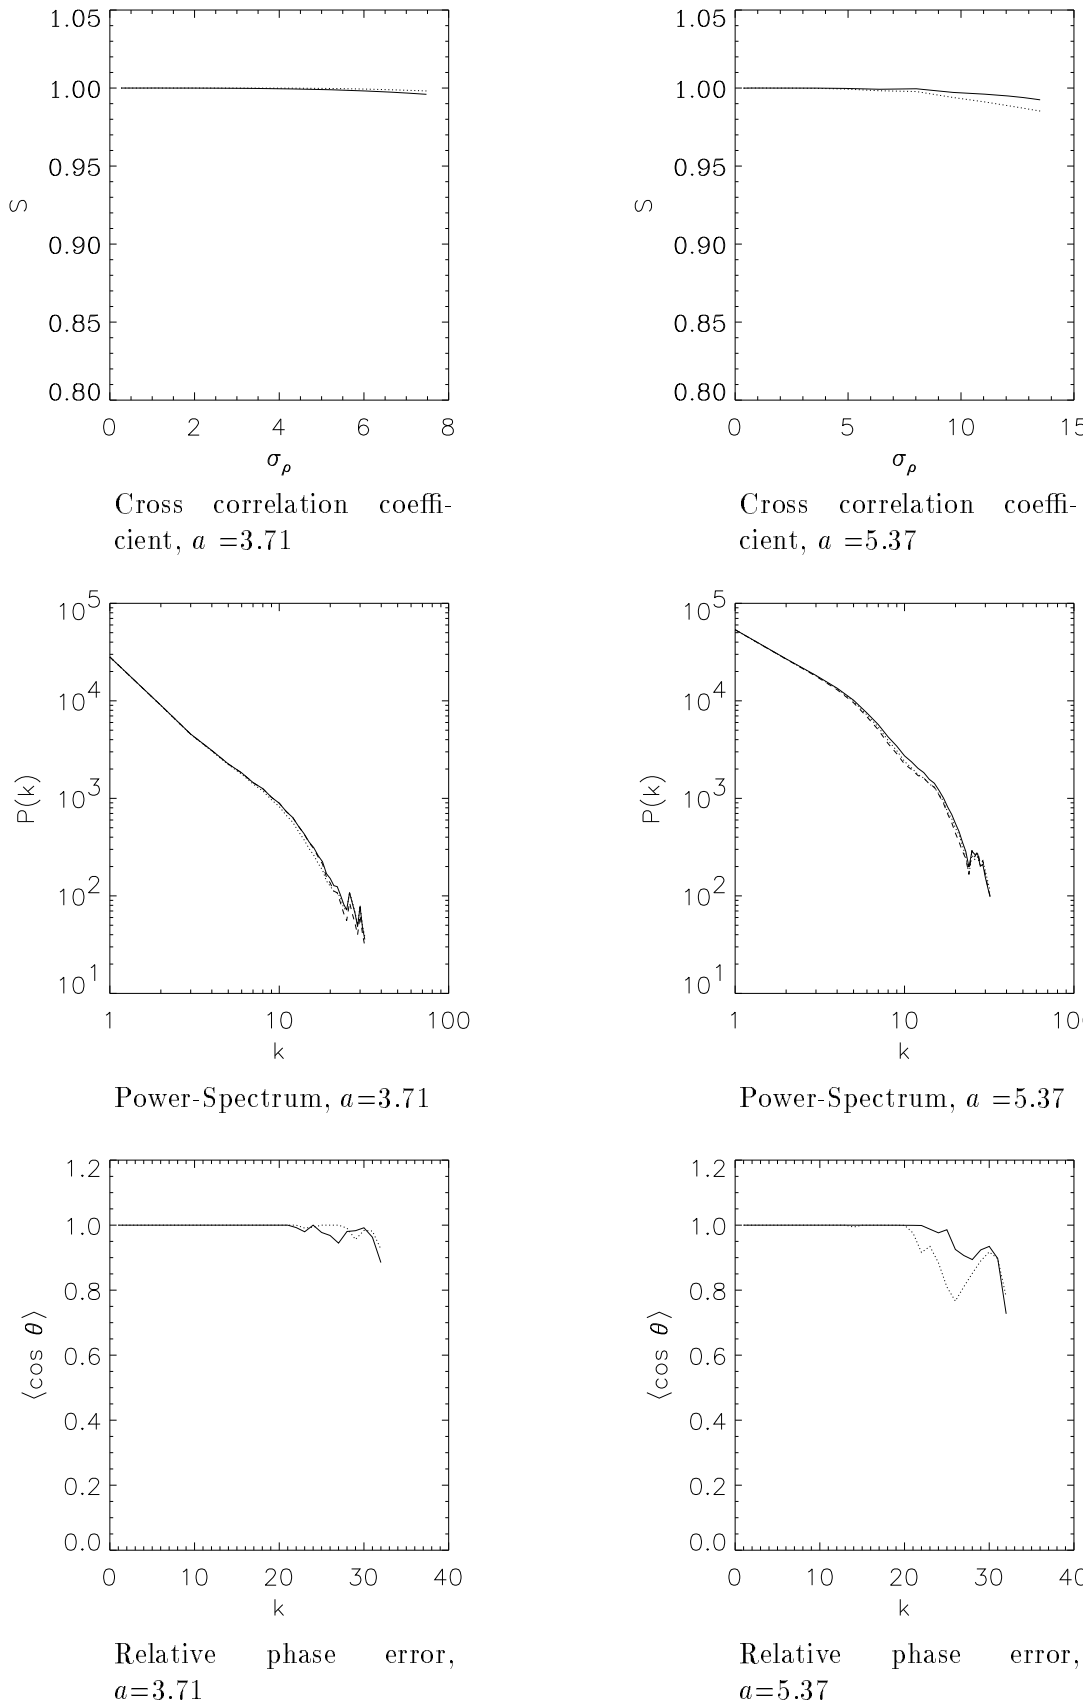 1.05
1.00
0.95
0.90
0.85
0.80
S
0 2 4 6 8
σρ
Cross correlation coeffi-
cient, a =3.71
1.05
1.00
0.95
0.90
0.85
0.80
S
0 5 10 15
σρ
Cross correlation coeffi-
cient, a =5.37
10^5
10^4
10^3
10^2
10^1
P(k)
1 10 100
k
Power-Spectrum, a=3.71
10^5
10^4
10^3
10^2
10^1
P(k)
1 10 10
k
Power-Spectrum, a =5.37
1.2
1.0
0.8
0.6
0.4
0.2
0.0
⟨cos θ⟩
0 10 20 30 40
k
Relative phase error,
a=3.71
1.2
1.0
0.8
0.6
0.4
0.2
0.0
⟨cos θ⟩
0 10 20 30 40
k
Relative phase error,
a=5.37